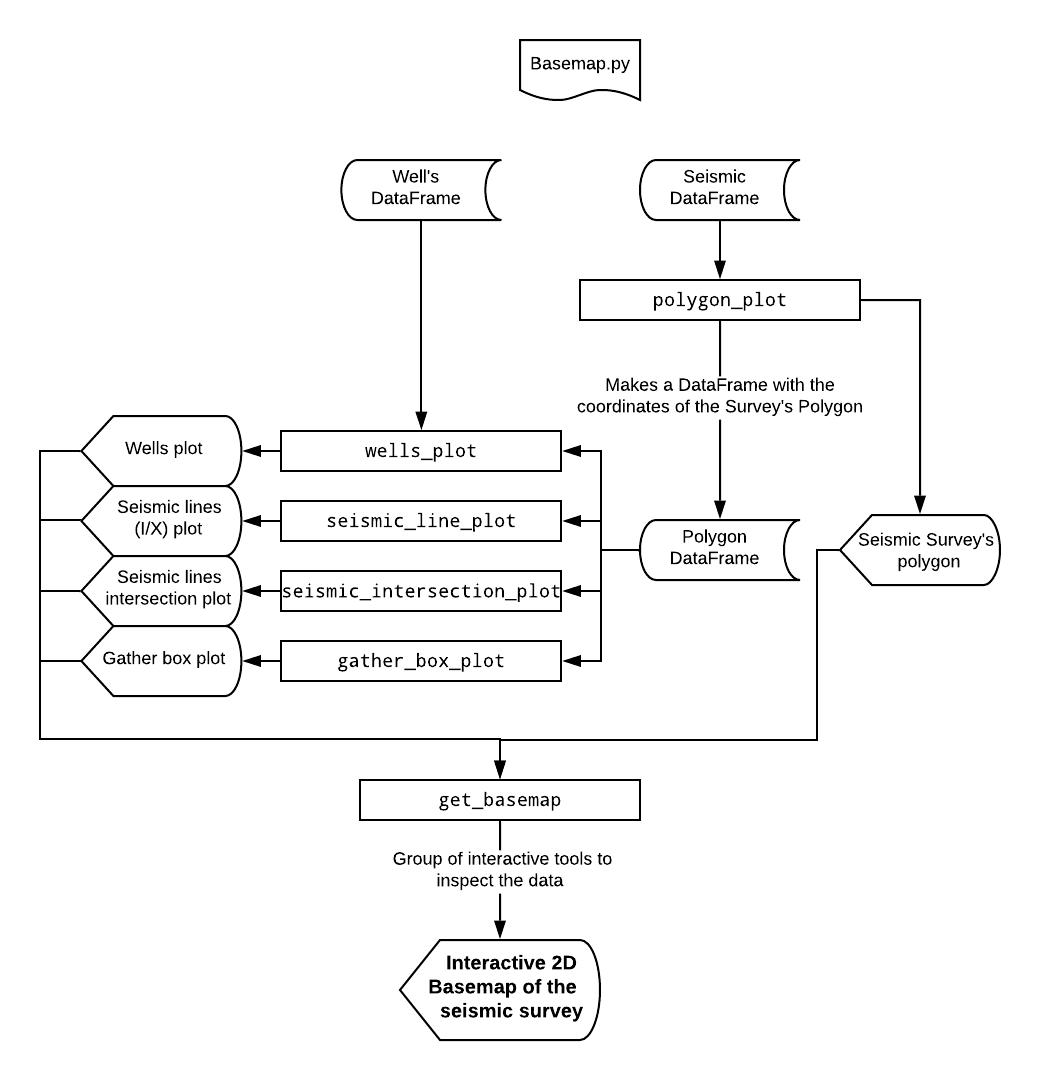 Basemap.py
Well's
DataFrame
Seismic
DataFrame
polygon_plot
Makes a DataFrame with the
coordinates of the Survey's Polygon
Wells plot
wells_plot
Seismic lines
(I/X) plot
seismic_line_plot
Polygon
DataFrame
Seismic Survey's
polygon
Seismic lines
intersection plot
seismic_intersection_plot
Gather box plot
gather_box_plot
get_basemap
Group of interactive tools to
inspect the data
Interactive 2D
Basemap of the
seismic survey